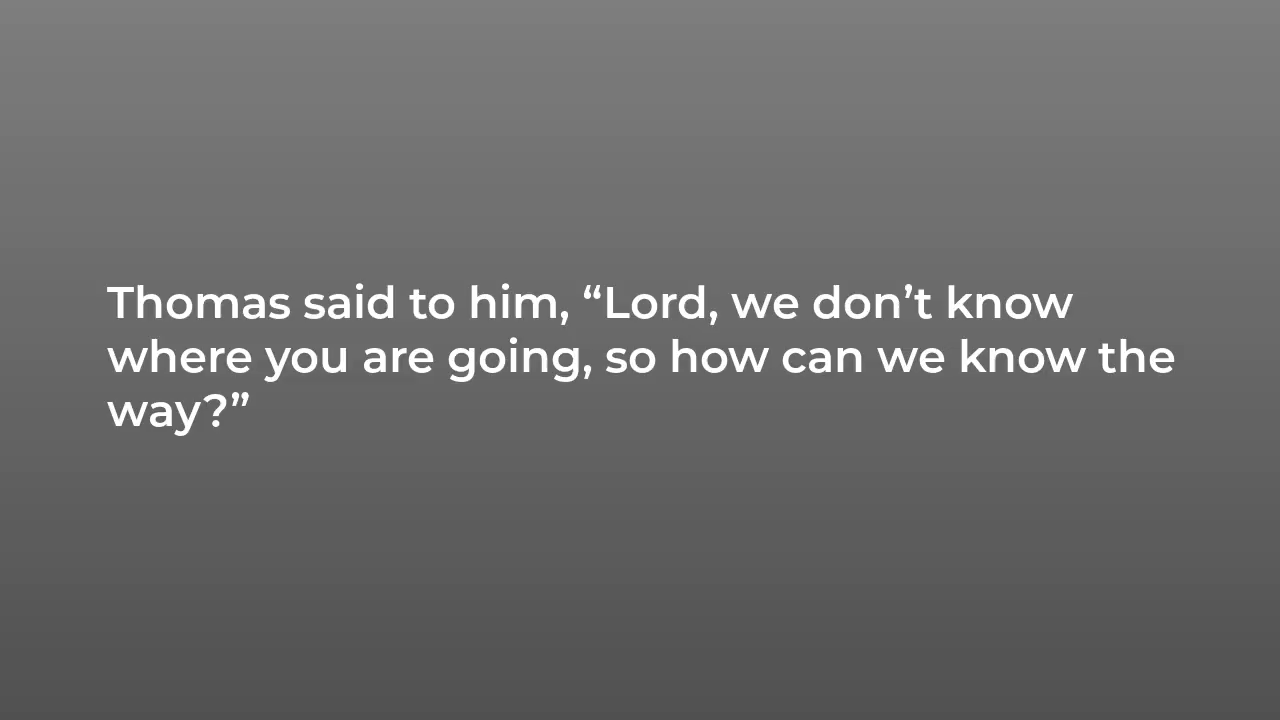 Thomas said to him, “Lord, we don’t know
where you are going, so how can we know the
way?”